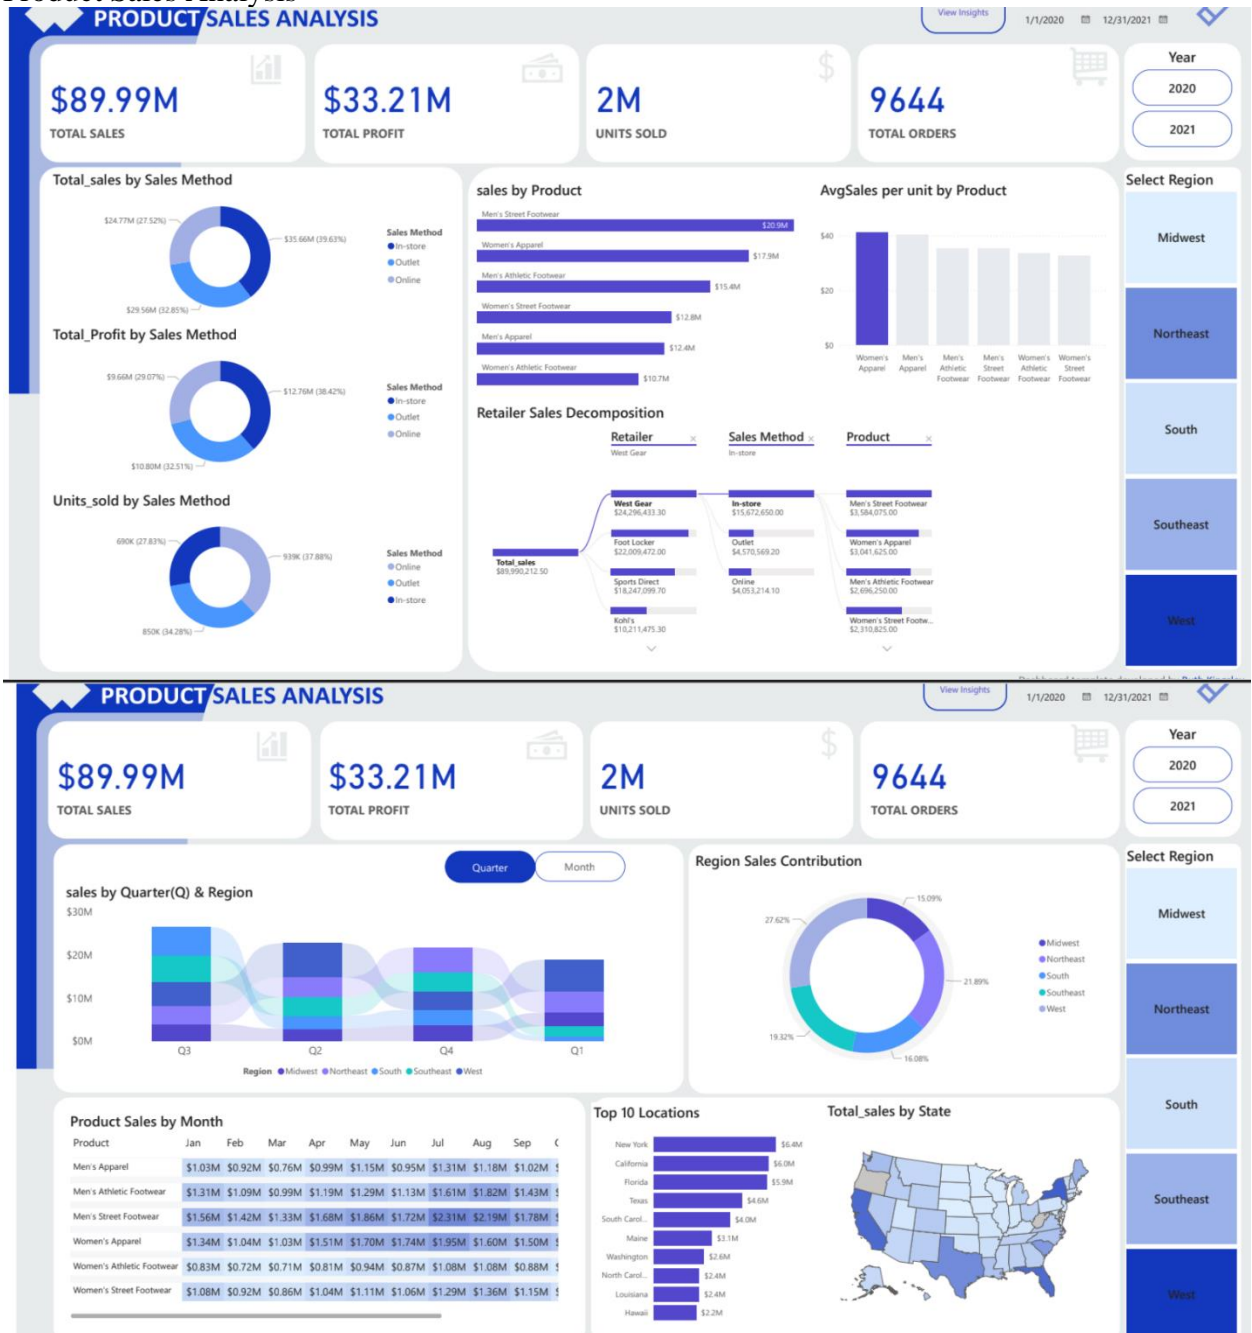 Product Sales Analysis
PRODUCT SALES ANALYSIS
View Insights
1/1/2020 12/31/2021
$89.99M
TOTAL SALES
$33.21M
TOTAL PROFIT
2M
UNITS SOLD
9644
TOTAL ORDERS
Year
2020
2021
Total_sales by Sales Method
$24.77M (27.52%)
$35.66M (39.63%)
$29.56M (32.85%)
Sales Method
In-store
Outlet
Online
Total_Profit by Sales Method
$9.66M (29.07%)
$12.76M (38.42%)
$10.80M (32.51%)
Sales Method
In-store
Outlet
Online
Units_sold by Sales Method
690K (27.83%)
939K (37.88%)
850K (34.28%)
Sales Method
Online
Outlet
In-store
sales by Product
Men's Street Footwear
$20.9M
Women's Apparel
$17.9M
Men's Athletic Footwear
$15.4M
Women's Street Footwear
$12.8M
Men's Apparel
$12.4M
Women's Athletic Footwear
$10.7M
AvgSales per unit by Product
$40
$20
$0
Women's Apparel
Men's Apparel
Men's Athletic Footwear
Men's Street Footwear
Women's Athletic Footwear
Women's Street Footwear
Retailer Sales Decomposition
Retailer ×
West Gear
Sales Method ×
In-store
Product ×
Total_sales
$89,990,212.50
West Gear
$24,296,433.30
Foot Locker
$22,009,472.00
Sports Direct
$18,247,099.70
Kohl's
$10,211,475.30
In-store
$15,672,650.00
Outlet
$4,570,569.20
Online
$4,053,214.10
Men's Street Footwear
$3,584,075.00
Women's Apparel
$3,041,625.00
Men's Athletic Footwear
$2,696,250.00
Women's Street Footw...
$2,310,825.00
Select Region
Midwest
Northeast
South
Southeast
West
PRODUCT SALES ANALYSIS
View Insights
1/1/2020 12/31/2021
$89.99M
TOTAL SALES
$33.21M
TOTAL PROFIT
2M
UNITS SOLD
9644
TOTAL ORDERS
Year
2020
2021
Quarter Month
sales by Quarter(Q) & Region
$30M
$20M
$10M
$0M
Q3 Q2 Q4 Q1
Region Midwest Northeast South Southeast West
Region Sales Contribution
15.09%
27.62%
21.89%
19.32%
16.08%
Midwest
Northeast
South
Southeast
West
Product Sales by Month
Product Jan Feb Mar Apr May Jun Jul Aug Sep
Men's Apparel $1.03M $0.92M $0.76M $0.99M $1.15M $0.95M $1.31M $1.18M $1.02M
Men's Athletic Footwear $1.31M $1.09M $0.99M $1.19M $1.29M $1.13M $1.61M $1.82M $1.43M
Men's Street Footwear $1.56M $1.42M $1.33M $1.68M $1.86M $1.72M $2.31M $2.19M $1.78M
Women's Apparel $1.34M $1.04M $1.03M $1.51M $1.70M $1.74M $1.95M $1.60M $1.50M
Women's Athletic Footwear $0.83M $0.72M $0.71M $0.81M $0.94M $0.87M $1.08M $1.08M $0.88M
Women's Street Footwear $1.08M $0.92M $0.86M $1.04M $1.11M $1.06M $1.29M $1.36M $1.15M
Top 10 Locations
New York $6.4M
California $6.0M
Florida $5.9M
Texas $4.6M
South Carol... $4.0M
Maine $3.1M
Washington $2.6M
North Carol... $2.4M
Louisiana $2.4M
Hawaii $2.2M
Total_sales by State
Select Region
Midwest
Northeast
South
Southeast
West